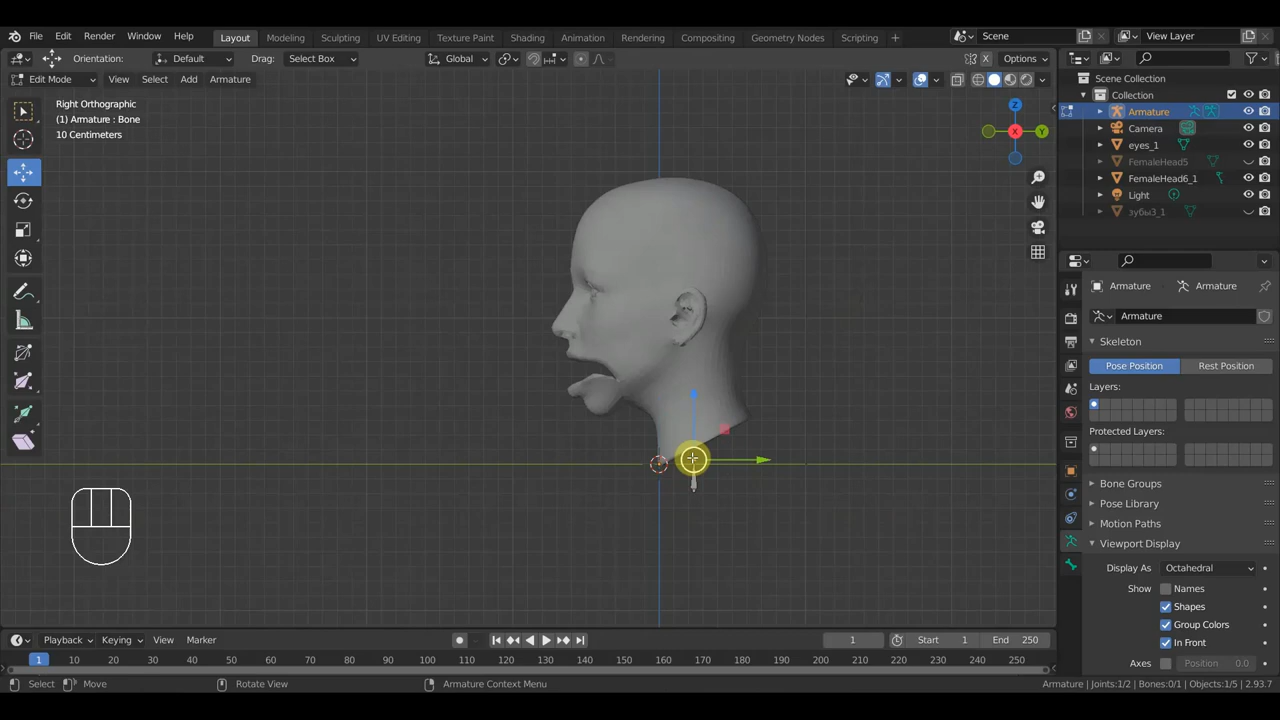 File Edit Render Window Help Layout Modeling Sculpting UV Editing Texture Paint Shading Animation Rendering Compositing Geometry Nodes Scripting + Scene View Layer
Orientation: Default Drag: Select Box Global Options
Edit Mode View Select Add Armature
Right Orthographic
(1) Armature : Bone
10 Centimeters
Z
X
Y
Scene Collection
Collection
Armature
Camera
eyes_1
FemaleHead5
FemaleHead6_1
Light
зубы3_1
Armature Armature
Armature
Skeleton
Pose Position Rest Position
Layers:
Protected Layers:
Bone Groups
Pose Library
Motion Paths
Viewport Display
Display As Octahedral
Show Names
Shapes
Group Colors
In Front
Axes Position 0.0
Playback Keying View Marker 1 Start 1 End 250
1 10 20 30 40 50 60 70 80 90 100 110 120 130 140 150 160 170 180 190 200 210 220 230 240 250
Select Move Rotate View Armature Context Menu Armature | Joints:1/2 | Bones:0/1 | Objects:1/5 | 2.93.7